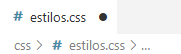 # estilos.css ●
css > # estilos.css > ...